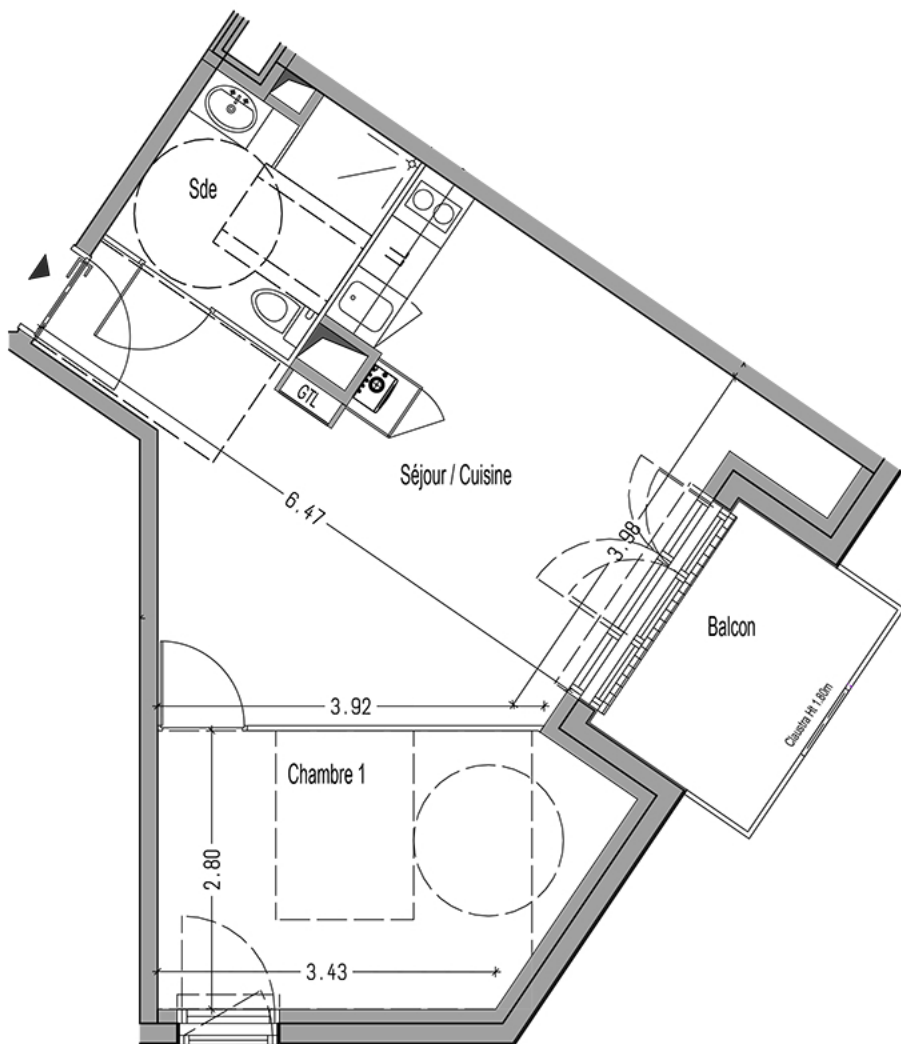 Sde
GTL
Séjour / Cuisine
6.47
3.98
Balcon
Claustra Ht 1.80m
3.92
Chambre 1
2.80
3.43